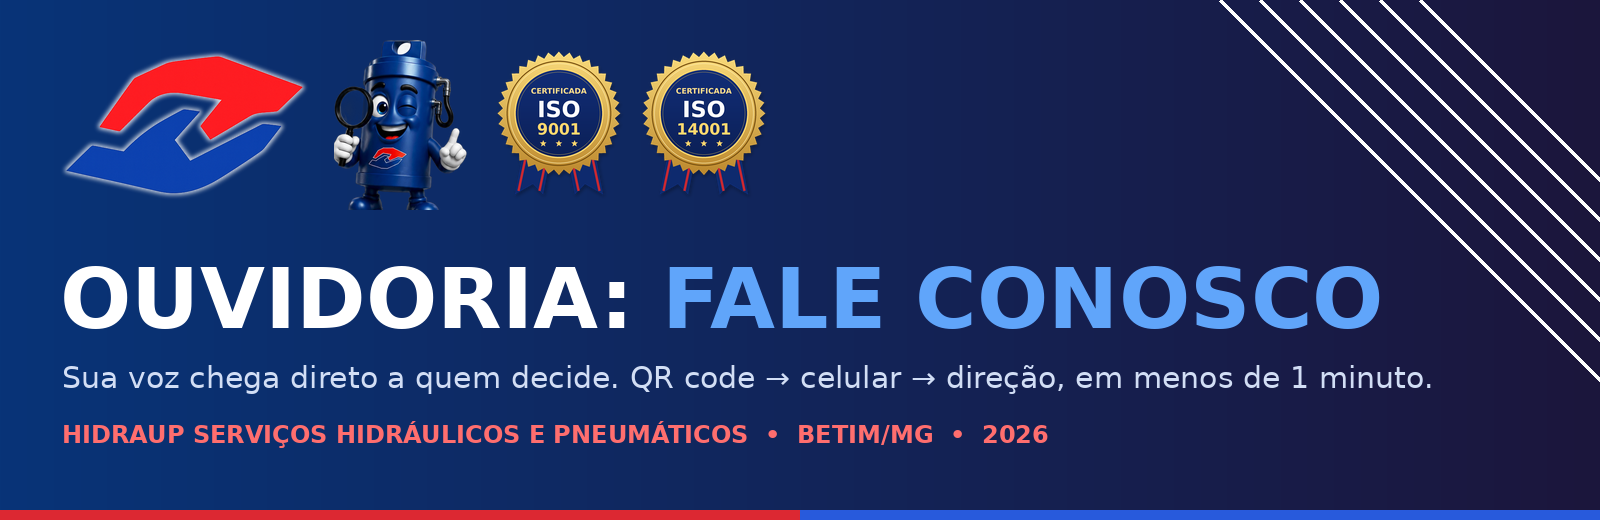 CERTIFICADA
ISO
9001
★ ★ ★
CERTIFICADA
ISO
14001
★ ★ ★
OUVIDORIA: FALE CONOSCO
Sua voz chega direto a quem decide. QR code → celular → direção, em menos de 1 minuto.
HIDRAUP SERVIÇOS HIDRÁULICOS E PNEUMÁTICOS • BETIM/MG • 2026